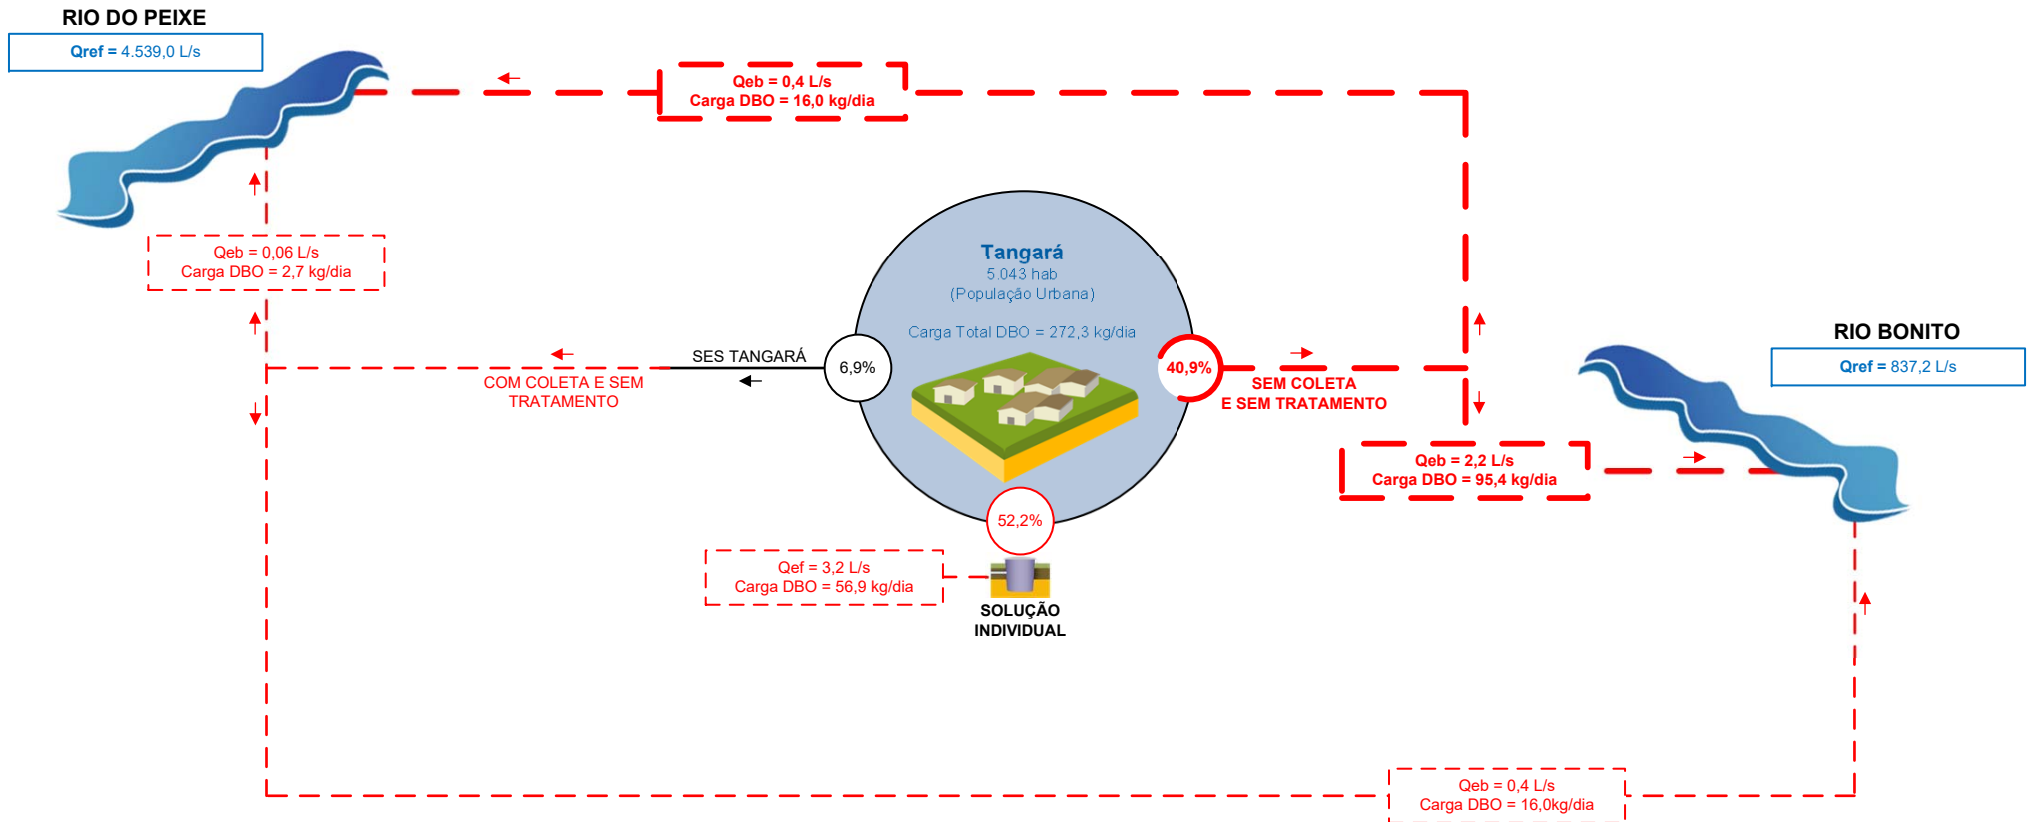 RIO DO PEIXE
Qref = 4.539,0 L/s
Qeb = 0,4 L/s
Carga DBO = 16,0 kg/dia
Qeb = 0,06 L/s
Carga DBO = 2,7 kg/dia
Tangará
5.043 hab
(População Urbana)
Carga Total DBO = 272,3 kg/dia
SES TANGARÁ
6,9%
COM COLETA E SEM
TRATAMENTO
40,9%
SEM COLETA
E SEM TRATAMENTO
RIO BONITO
Qref = 837,2 L/s
Qeb = 2,2 L/s
Carga DBO = 95,4 kg/dia
52,2%
Qef = 3,2 L/s
Carga DBO = 56,9 kg/dia
SOLUÇÃO
INDIVIDUAL
Qeb = 0,4 L/s
Carga DBO = 16,0kg/dia